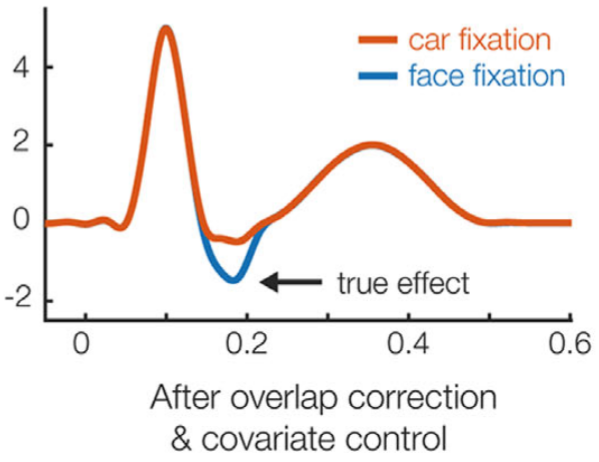 car fixation
face fixation
4
2
0
-2
true effect
0 0.2 0.4 0.6
After overlap correction
& covariate control